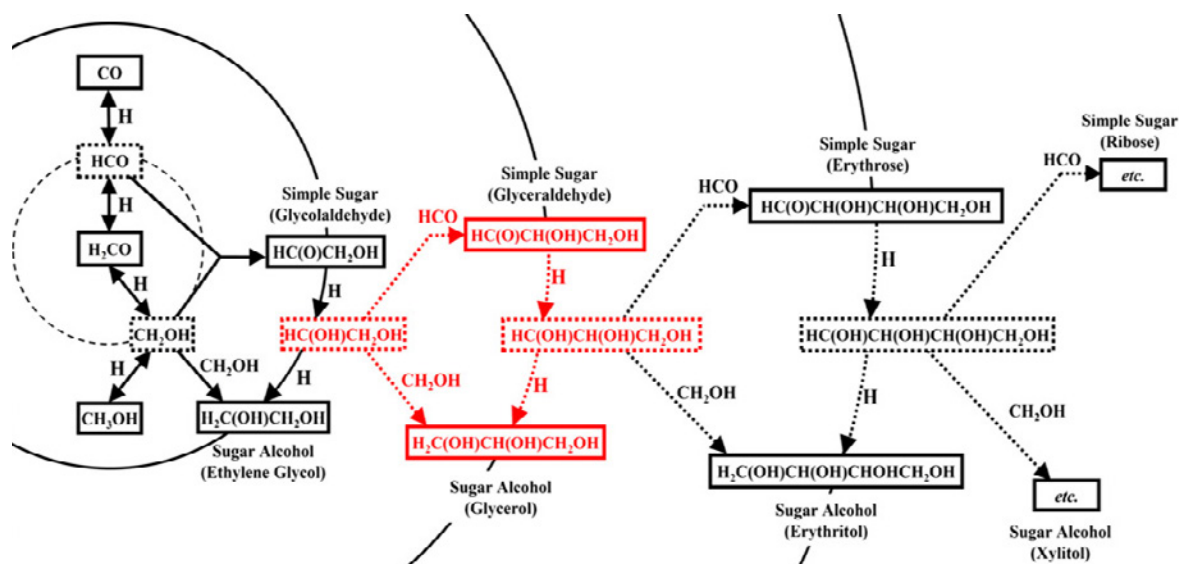 CO
H
HCO
H
H₂CO
H
CH₂OH
H
CH₃OH
CH₂OH
Simple Sugar
(Glycolaldehyde)
HC(O)CH₂OH
H
HC(OH)CH₂OH
H
H₂C(OH)CH₂OH
Sugar Alcohol
(Ethylene Glycol)
HCO
CH₂OH
Simple Sugar
(Glyceraldehyde)
HC(O)CH(OH)CH₂OH
H
HC(OH)CH(OH)CH₂OH
H
H₂C(OH)CH(OH)CH₂OH
Sugar Alcohol
(Glycerol)
HCO
CH₂OH
Simple Sugar
(Erythrose)
HC(O)CH(OH)CH(OH)CH₂OH
H
HC(OH)CH(OH)CH(OH)CH₂OH
H
H₂C(OH)CH(OH)CHOHCH₂OH
Sugar Alcohol
(Erythritol)
HCO
CH₂OH
Simple Sugar
(Ribose)
etc.
etc.
Sugar Alcohol
(Xylitol)